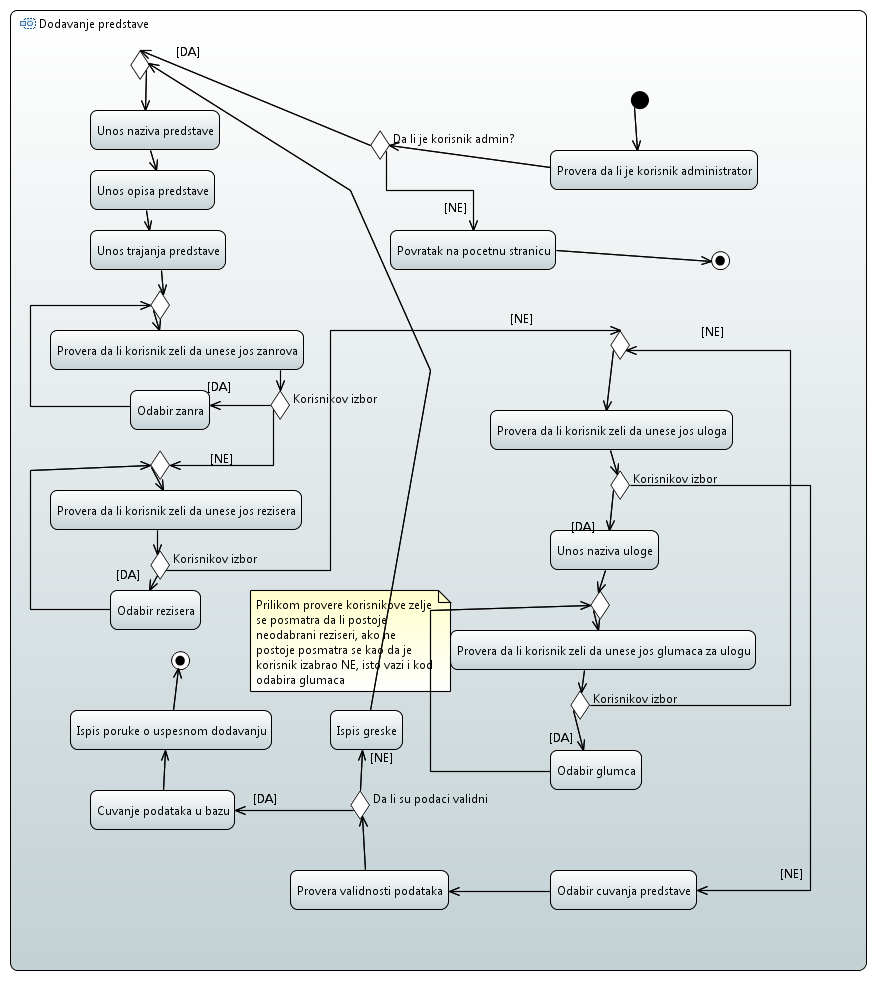 Dodavanje predstave
[DA]
Da li je korisnik admin?
Unos naziva predstave
Provera da li je korisnik administrator
Unos opisa predstave
[NE]
Unos trajanja predstave
Povratak na pocetnu stranicu
[NE]
[NE]
Provera da li korisnik zeli da unese jos zanrova
[DA]
Korisnikov izbor
Odabir zanra
Provera da li korisnik zeli da unese jos uloga
[NE]
Korisnikov izbor
Provera da li korisnik zeli da unese jos rezisera
[DA]
Unos naziva uloge
Korisnikov izbor
[DA]
Odabir rezisera
Prilikom provere korisnikove zelje
se posmatra da li postoje
neodabrani reziseri, ako ne
postoje posmatra se kao da je
korisnik izabrao NE, isto vazi i kod
odabira glumaca
Provera da li korisnik zeli da unese jos glumaca za ulogu
Korisnikov izbor
Ispis poruke o uspesnom dodavanju
Ispis greske
[DA]
[NE]
Odabir glumca
[DA]
Da li su podaci validni
Cuvanje podataka u bazu
[NE]
Provera validnosti podataka
Odabir cuvanja predstave